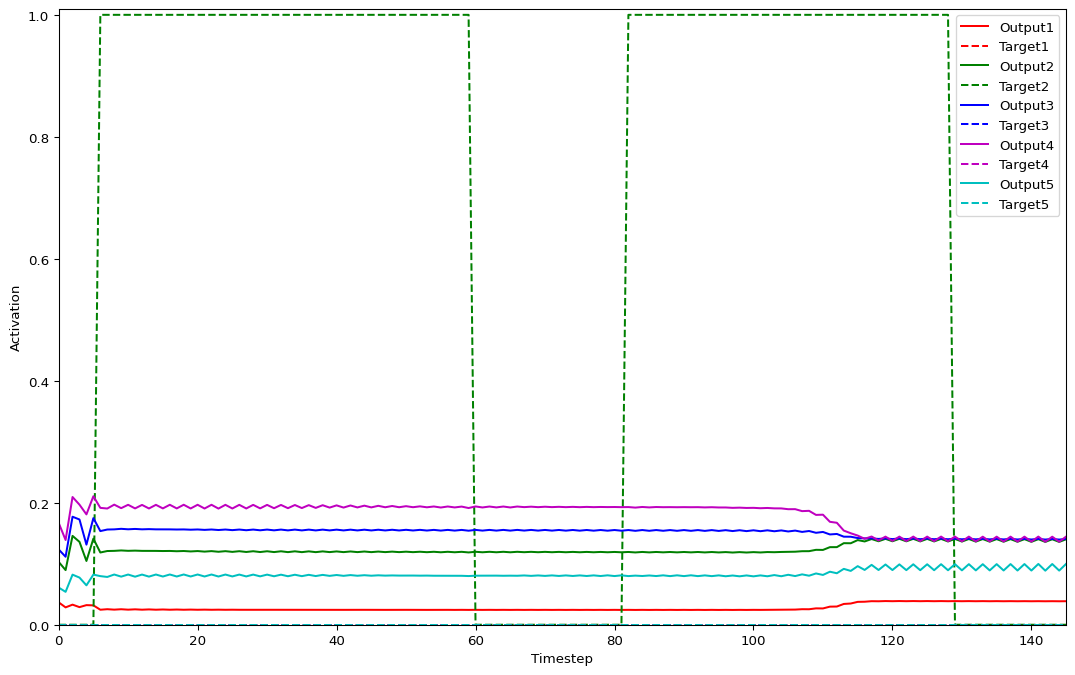 1.0
0.8
0.6
0.4
0.2
0.0
Activation
0
20
40
60
80
100
120
140
Timestep
Output1
Target1
Output2
Target2
Output3
Target3
Output4
Target4
Output5
Target5